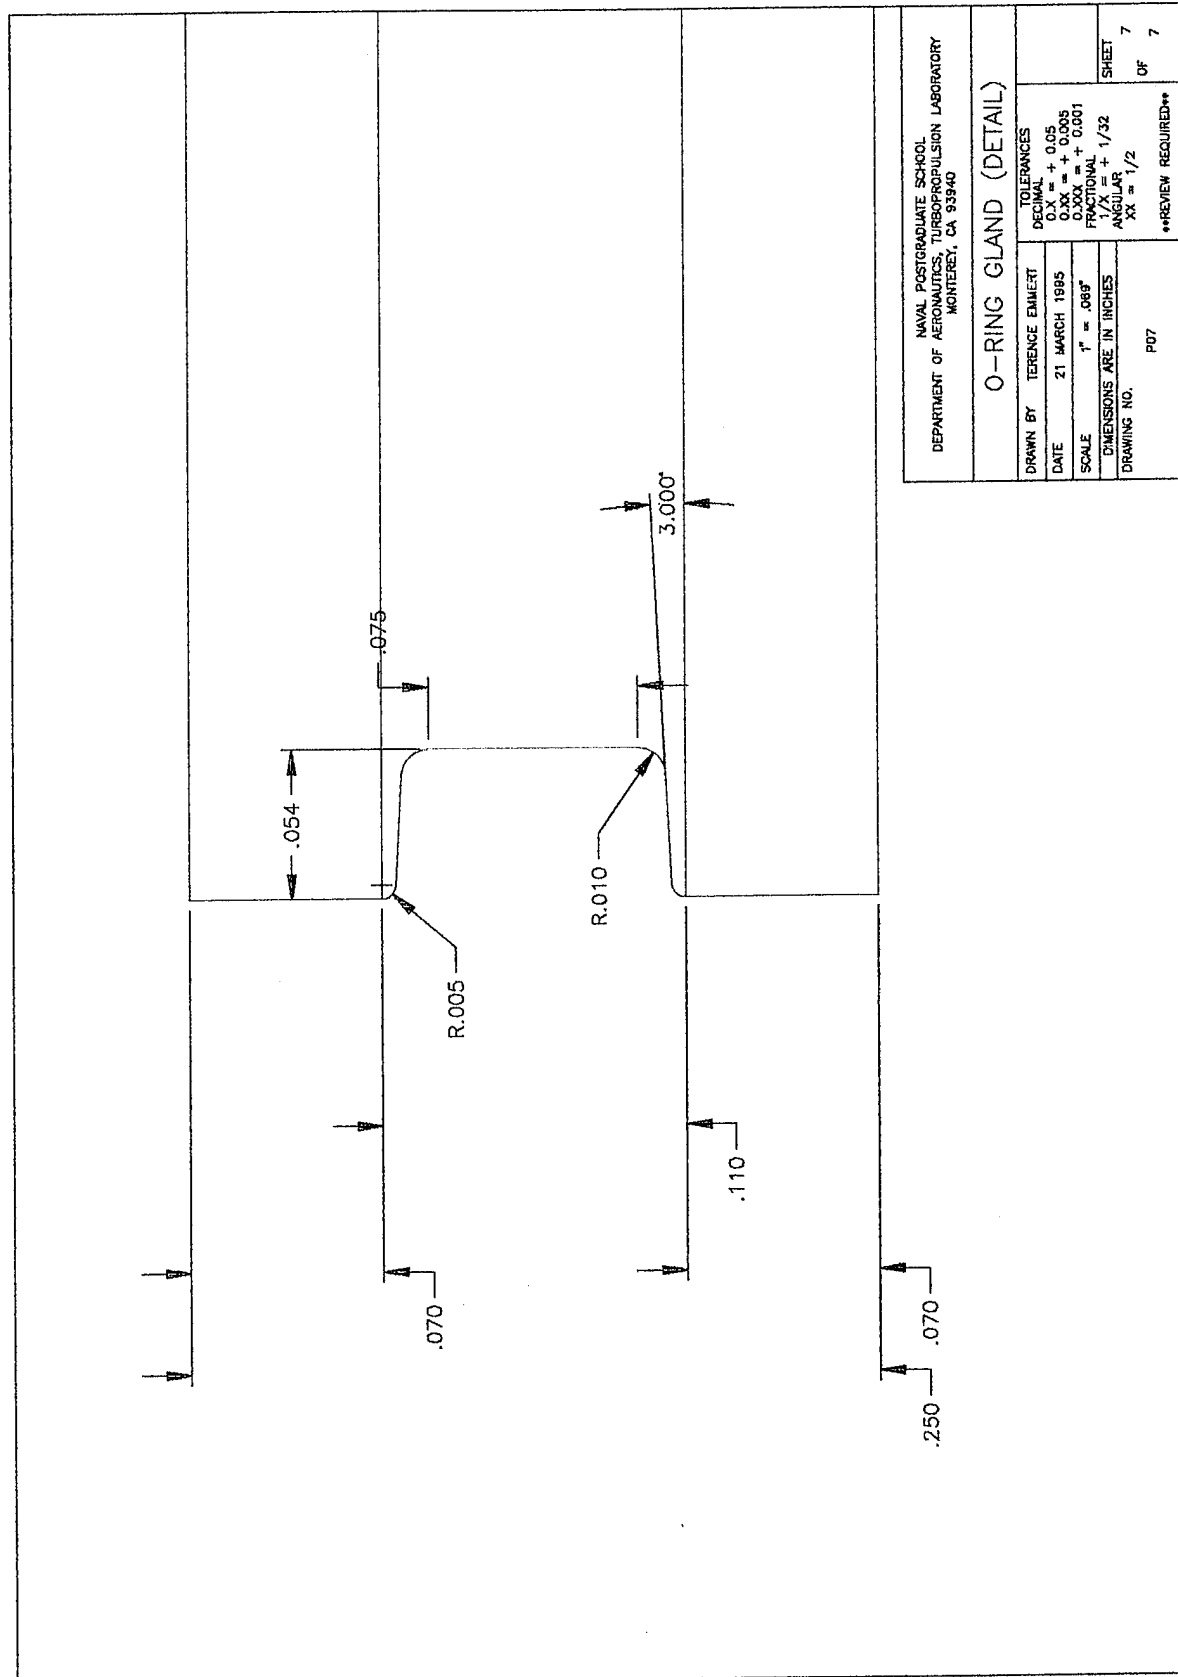 .075
.054
3.000°
R.010
R.005
.110
.070
.070
.250
NAVAL POSTGRADUATE SCHOOL
DEPARTMENT OF AERONAUTICS, TURBOPROPULSION LABORATORY
MONTEREY, CA 93940
O-RING GLAND (DETAIL)
DRAWN BY TERENCE EMMERT
DATE 21 MARCH 1995
SCALE 1" = .089"
DIMENSIONS ARE IN INCHES
DRAWING NO.
P07
TOLERANCES
DECIMAL
0.X = + 0.05
0.XX = + 0.005
0.XXX = + 0.001
FRACTIONAL
1/X = + 1/32
ANGULAR
XX = 1/2
**REVIEW REQUIRED**
SHEET 7
OF 7